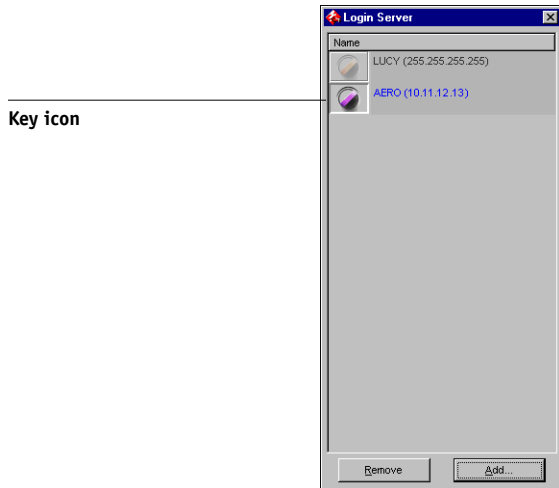 Login Server
Name
LUCY (255.255.255.255)
AERO (10.11.12.13)
Key icon
Remove
Add...